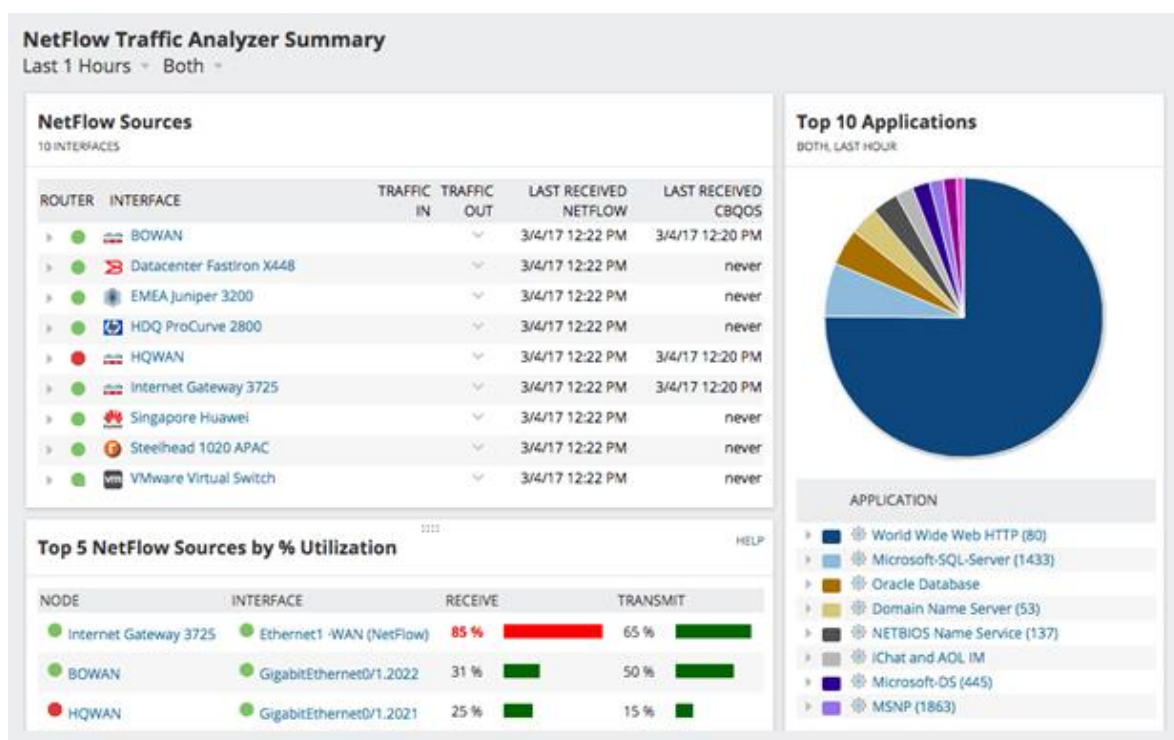 NetFlow Traffic Analyzer Summary
Last 1 Hours Both
NetFlow Sources
10 INTERFACES
ROUTER INTERFACE TRAFFIC IN TRAFFIC OUT LAST RECEIVED NETFLOW LAST RECEIVED CBQOS
BOWAN 3/4/17 12:22 PM 3/4/17 12:20 PM
Datacenter FastIron X448 3/4/17 12:22 PM never
EMEA Juniper 3200 3/4/17 12:22 PM never
HDQ ProCurve 2800 3/4/17 12:22 PM never
HQWAN 3/4/17 12:22 PM 3/4/17 12:20 PM
Internet Gateway 3725 3/4/17 12:22 PM 3/4/17 12:20 PM
Singapore Huawei 3/4/17 12:22 PM never
Steelhead 1020 APAC 3/4/17 12:22 PM never
vm VMware Virtual Switch 3/4/17 12:22 PM never
Top 5 NetFlow Sources by % Utilization HELP
NODE INTERFACE RECEIVE TRANSMIT
Internet Gateway 3725 Ethernet1 -WAN (NetFlow) 85 % 65 %
BOWAN GigabitEthernet0/1.2022 31 % 50 %
HQWAN GigabitEthernet0/1.2021 25 % 15 %
Top 10 Applications
BOTH, LAST HOUR
APPLICATION
World Wide Web HTTP (80)
Microsoft-SQL-Server (1433)
Oracle Database
Domain Name Server (53)
NETBIOS Name Service (137)
iChat and AOL IM
Microsoft-DS (445)
MSNP (1863)